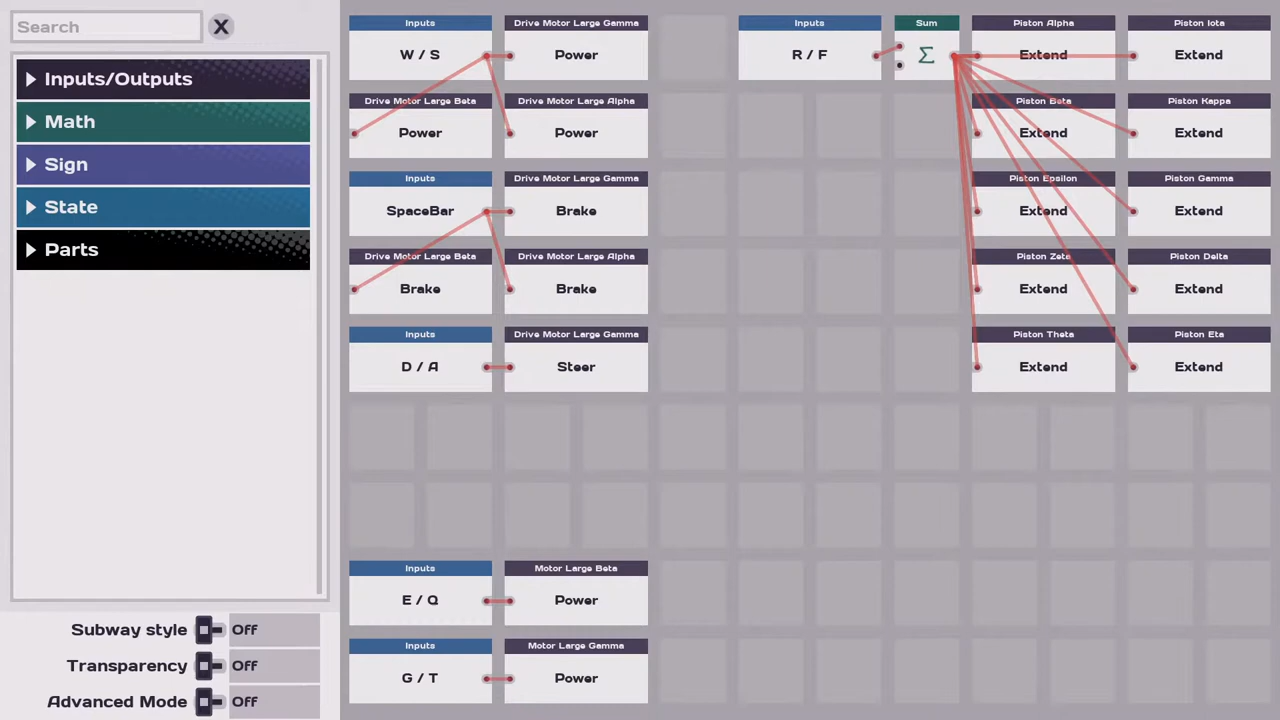 Search
X
Inputs/Outputs
Math
Sign
State
Parts
Subway style Off
Transparency Off
Advanced Mode Off
Inputs
W / S
Drive Motor Large Gamma
Power
Drive Motor Large Beta
Power
Drive Motor Large Alpha
Power
Inputs
SpaceBar
Drive Motor Large Gamma
Brake
Drive Motor Large Beta
Brake
Drive Motor Large Alpha
Brake
Inputs
D / A
Drive Motor Large Gamma
Steer
Inputs
E / Q
Motor Large Beta
Power
Inputs
G / T
Motor Large Gamma
Power
Inputs
R / F
Sum
Σ
Piston Alpha
Extend
Piston Iota
Extend
Piston Beta
Extend
Piston Kappa
Extend
Piston Epsilon
Extend
Piston Gamma
Extend
Piston Zeta
Extend
Piston Delta
Extend
Piston Theta
Extend
Piston Eta
Extend